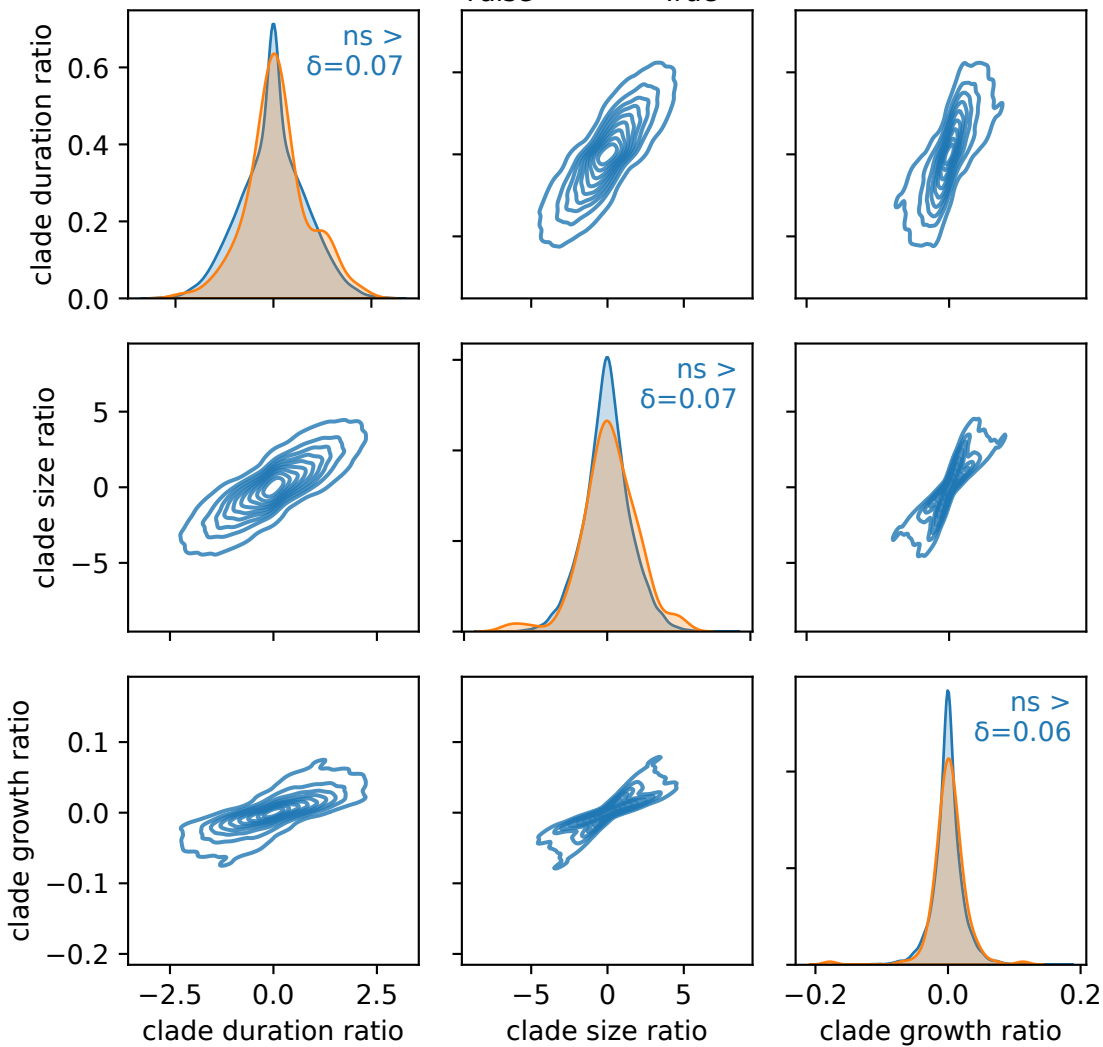 clade duration ratio
0.6
0.4
0.2
0.0
ns >
δ=0.07
clade size ratio
5
0
−5
ns >
δ=0.07
clade growth ratio
0.1
0.0
−0.1
−0.2
ns >
δ=0.06
−2.5 0.0 2.5
−5 0 5
−0.2 0.0 0.2
clade duration ratio
clade size ratio
clade growth ratio